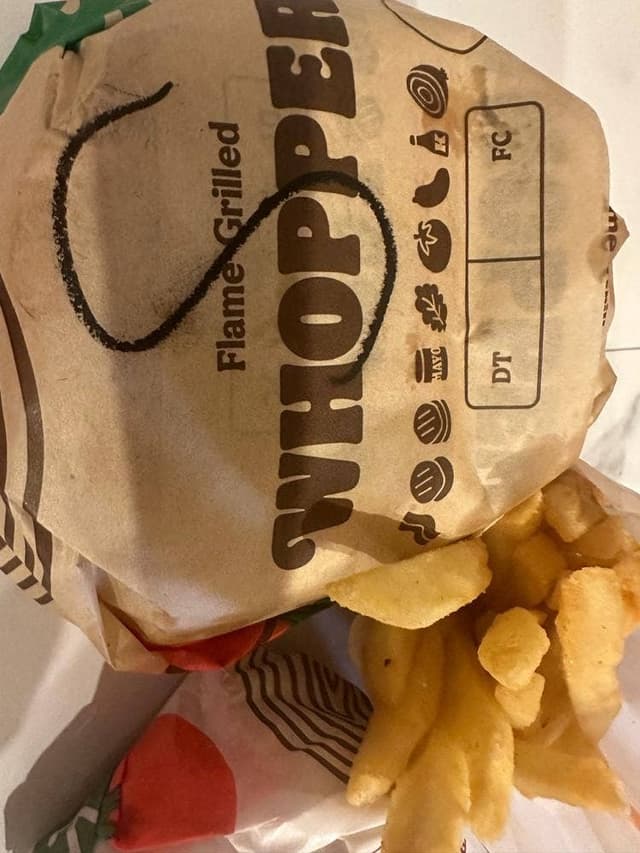 Flame-Grilled
WHOPPER
K
MAYO
DT
FC